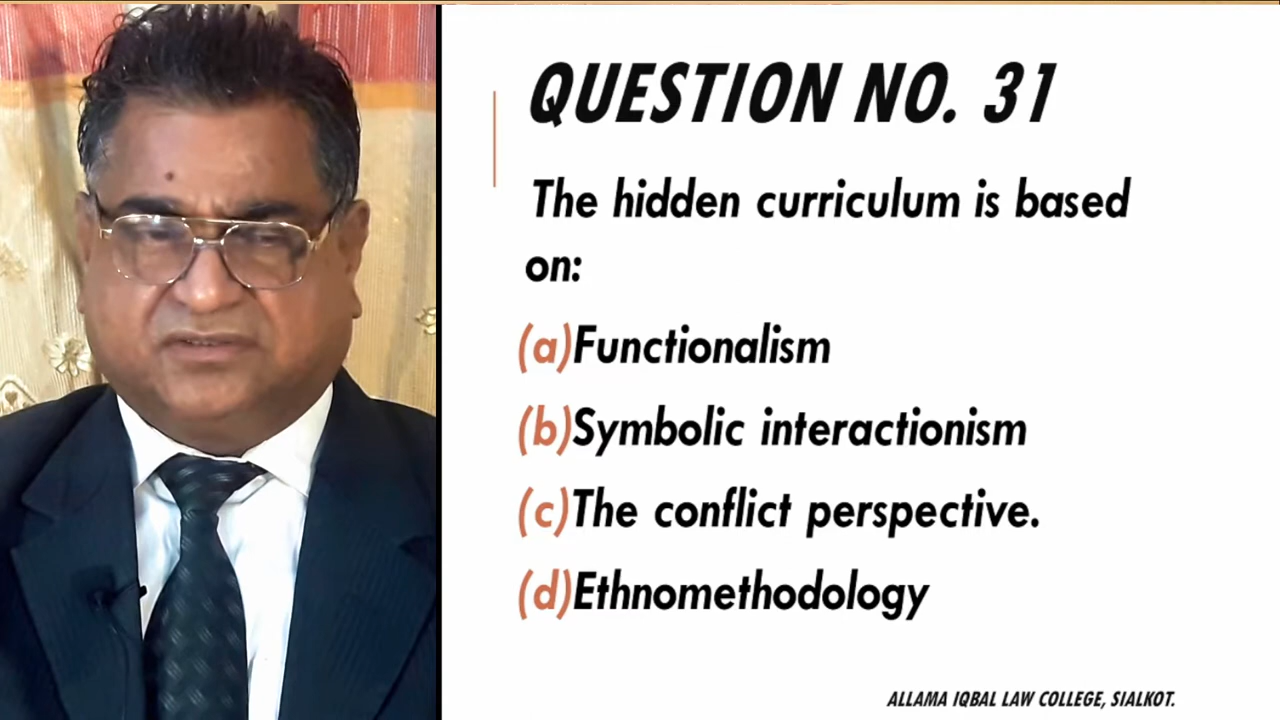 QUESTION NO. 31
The hidden curriculum is based
on:
(a)Functionalism
(b)Symbolic interactionism
(c)The conflict perspective.
(d)Ethnomethodology
ALLAMA IQBAL LAW COLLEGE, SIALKOT.